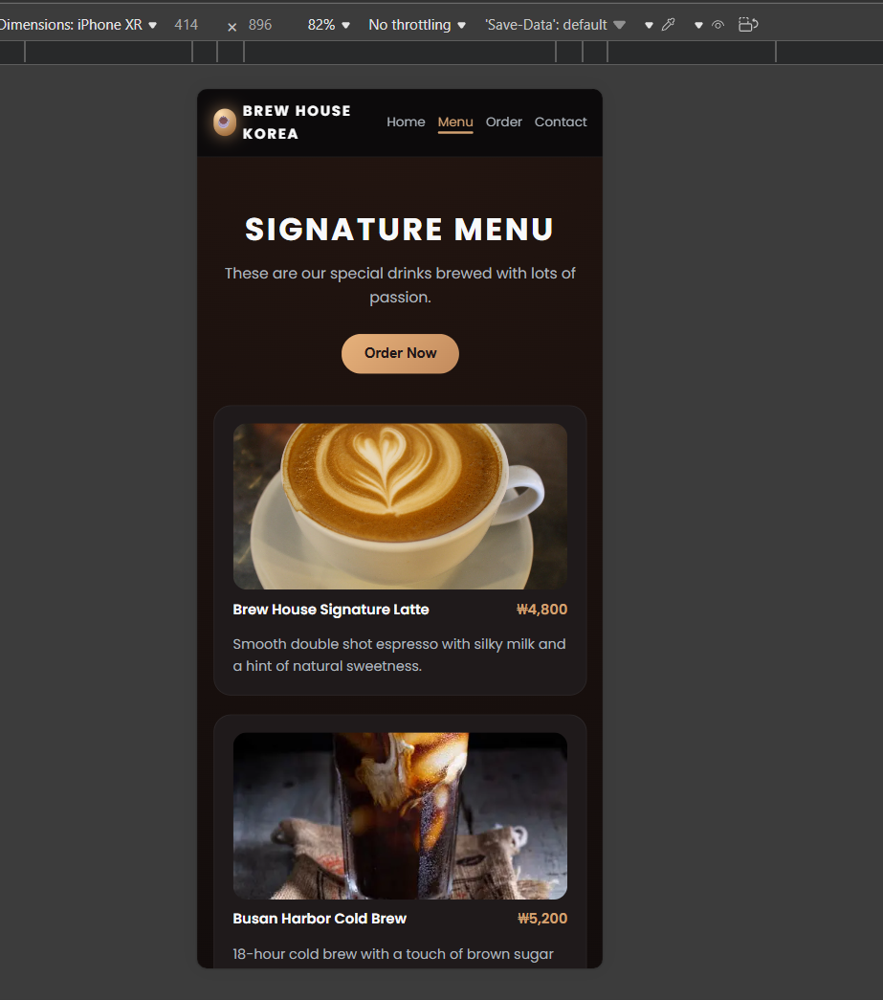 Dimensions: iPhone XR 414 × 896 82% No throttling 'Save-Data': default
BREW HOUSE
KOREA
Home Menu Order Contact
SIGNATURE MENU
These are our special drinks brewed with lots of
passion.
Order Now
Brew House Signature Latte ₩4,800
Smooth double shot espresso with silky milk and
a hint of natural sweetness.
Busan Harbor Cold Brew ₩5,200
18-hour cold brew with a touch of brown sugar